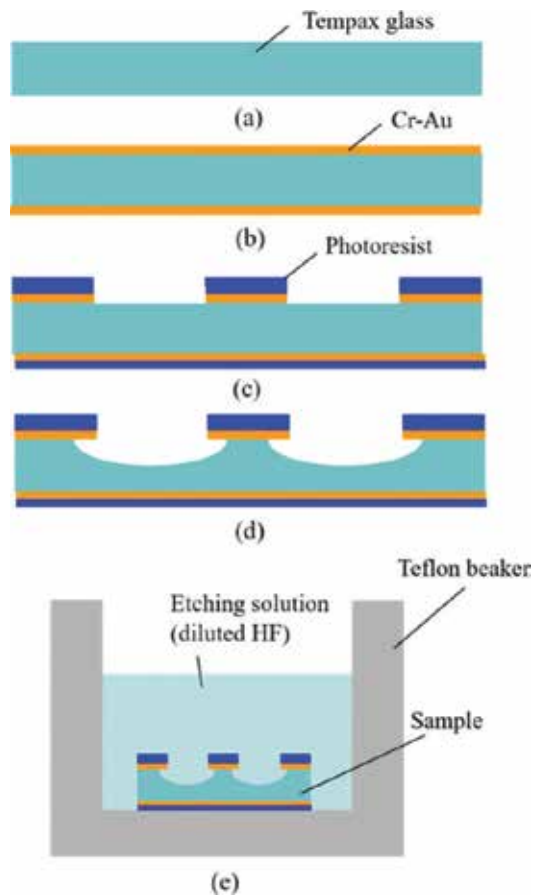 Tempax glass
(a)
Cr-Au
(b)
Photoresist
(c)
(d)
Teflon beaker
Etching solution
(diluted HF)
Sample
(e)